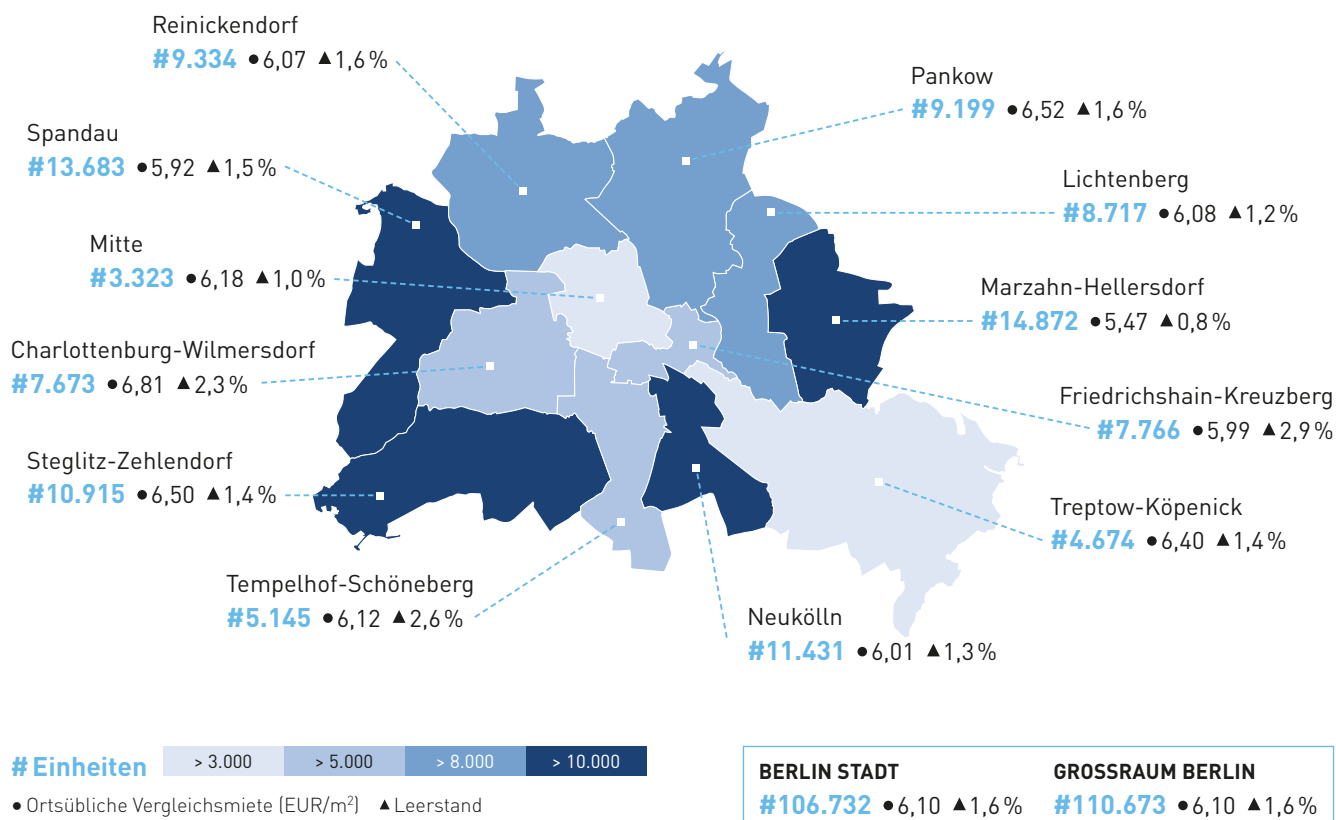 Reinickendorf
#9.334 ●6,07 ▲1,6%
Pankow
#9.199 ●6,52 ▲1,6%
Spandau
#13.683 ●5,92 ▲1,5%
Lichtenberg
#8.717 ●6,08 ▲1,2%
Mitte
#3.323 ●6,18 ▲1,0%
Marzahn-Hellersdorf
#14.872 ●5,47 ▲0,8%
Charlottenburg-Wilmersdorf
#7.673 ●6,81 ▲2,3%
Friedrichshain-Kreuzberg
#7.766 ●5,99 ▲2,9%
Steglitz-Zehlendorf
#10.915 ●6,50 ▲1,4%
Treptow-Köpenick
#4.674 ●6,40 ▲1,4%
Tempelhof-Schöneberg
#5.145 ●6,12 ▲2,6%
Neukölln
#11.431 ●6,01 ▲1,3%
# Einheiten > 3.000 > 5.000 > 8.000 > 10.000
● Ortsübliche Vergleichsmiete (EUR/m²) ▲ Leerstand
BERLIN STADT
#106.732 ●6,10 ▲1,6%
GROSSRAUM BERLIN
#110.673 ●6,10 ▲1,6%